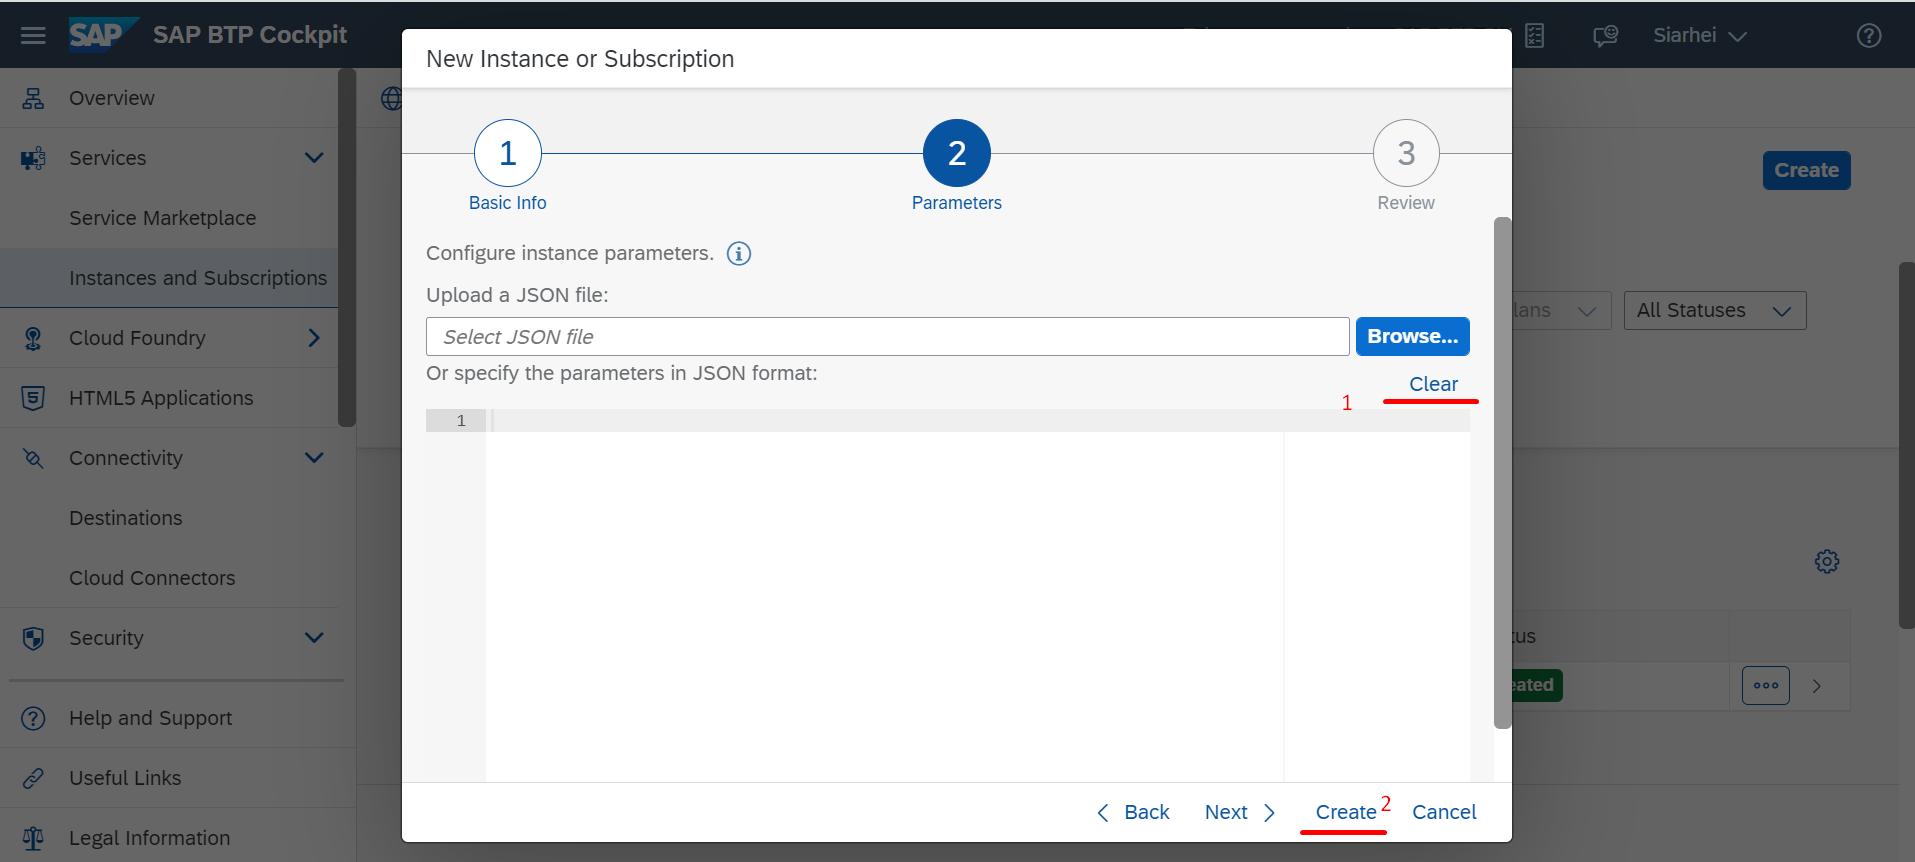 SAP SAP BTP Cockpit
Siarhei
New Instance or Subscription
Overview
Services
Service Marketplace
Instances and Subscriptions
Cloud Foundry
HTML5 Applications
Connectivity
Destinations
Cloud Connectors
Security
Help and Support
Useful Links
Legal Information
1
2
3
Basic Info
Parameters
Review
Create
Configure instance parameters.
Upload a JSON file:
Select JSON file
Browse...
Or specify the parameters in JSON format:
Clear
1
1
All Statuses
Back
Next
Create
2
Cancel